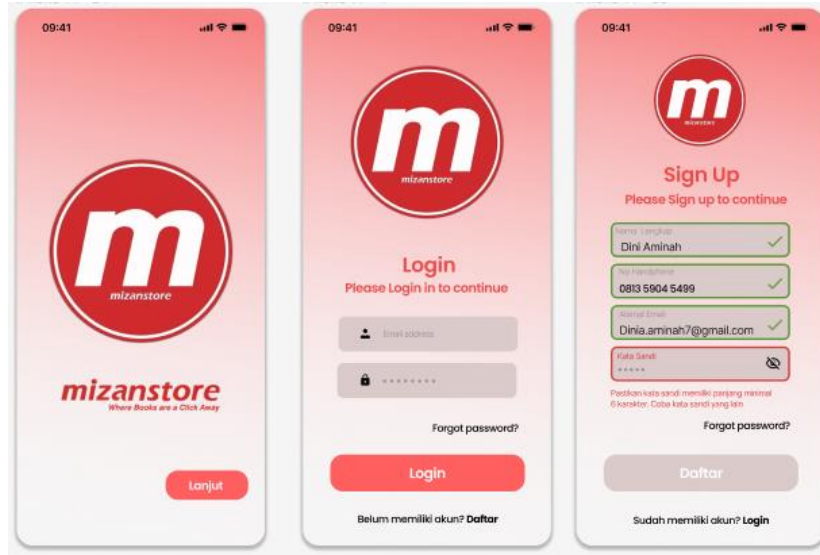 09:41
m
mizanstore
mizanstore
Where Books are a Click Away
Lanjut
09:41
m
mizanstore
Login
Please Login in to continue
Email address
Forgot password?
Login
Belum memiliki akun? Daftar
09:41
m
mizanstore
Sign Up
Please Sign up to continue
Nama Lengkap
Dini Aminah
No Handphone
0813 5904 5499
Alamat Email
Dinia.aminah7@gmail.com
Kata Sandi
Pastikan kata sandi memiliki panjang minimal
6 karakter. Coba kata sandi yang lain
Forgot password?
Daftar
Sudah memiliki akun? Login